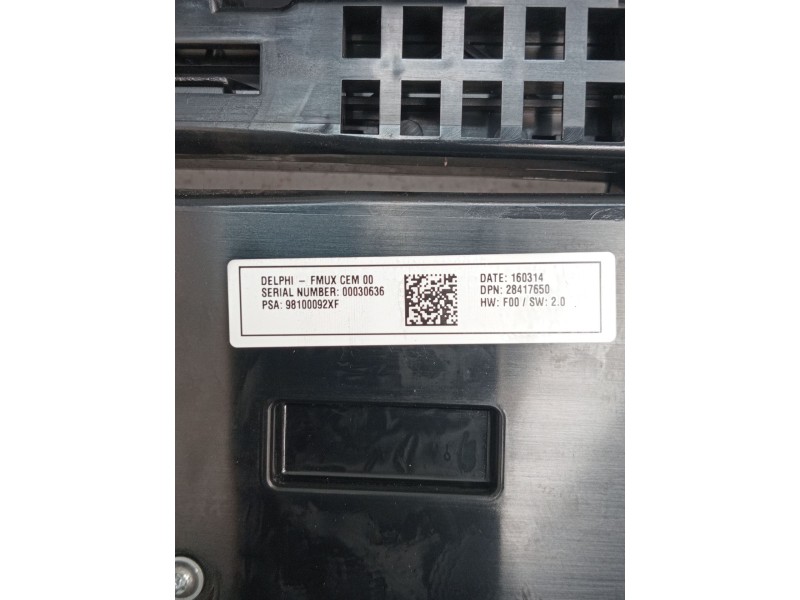 DELPHI - FMUX CEM 00
SERIAL NUMBER: 00030636
PSA: 98100092XF
DATE: 160314
DPN: 28417650
HW: F00 / SW: 2.0